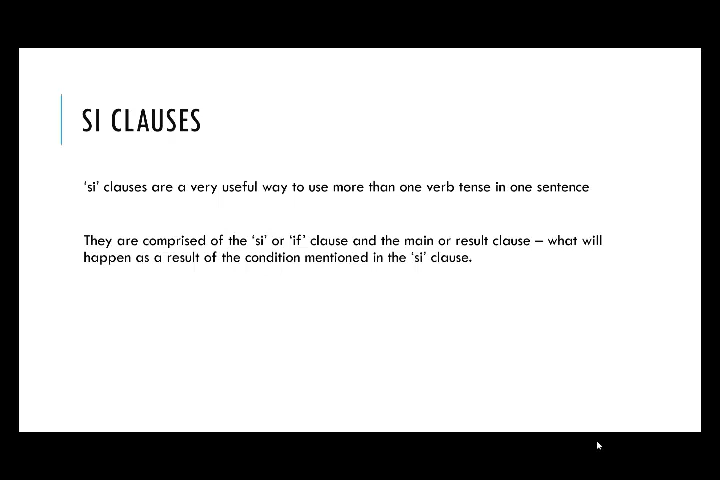 SI CLAUSES
‘si’ clauses are a very useful way to use more than one verb tense in one sentence
They are comprised of the ‘si’ or ‘if’ clause and the main or result clause – what will
happen as a result of the condition mentioned in the ‘si’ clause.